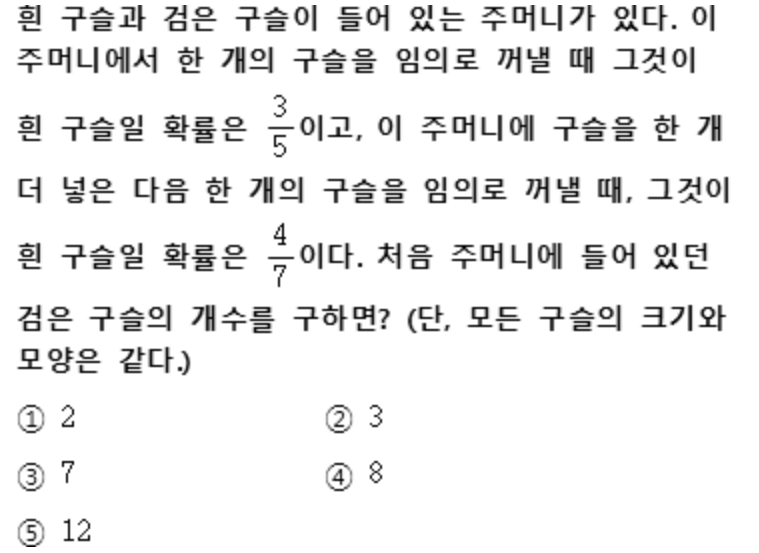 흰 구슬과 검은 구슬이 들어 있는 주머니가 있다. 이
주머니에서 한 개의 구슬을 임의로 꺼낼 때 그것이
흰 구슬일 확률은 3/5이고, 이 주머니에 구슬을 한 개
더 넣은 다음 한 개의 구슬을 임의로 꺼낼 때, 그것이
흰 구슬일 확률은 4/7이다. 처음 주머니에 들어 있던
검은 구슬의 개수를 구하면? (단, 모든 구슬의 크기와
모양은 같다.)
① 2 ② 3
③ 7 ④ 8
⑤ 12